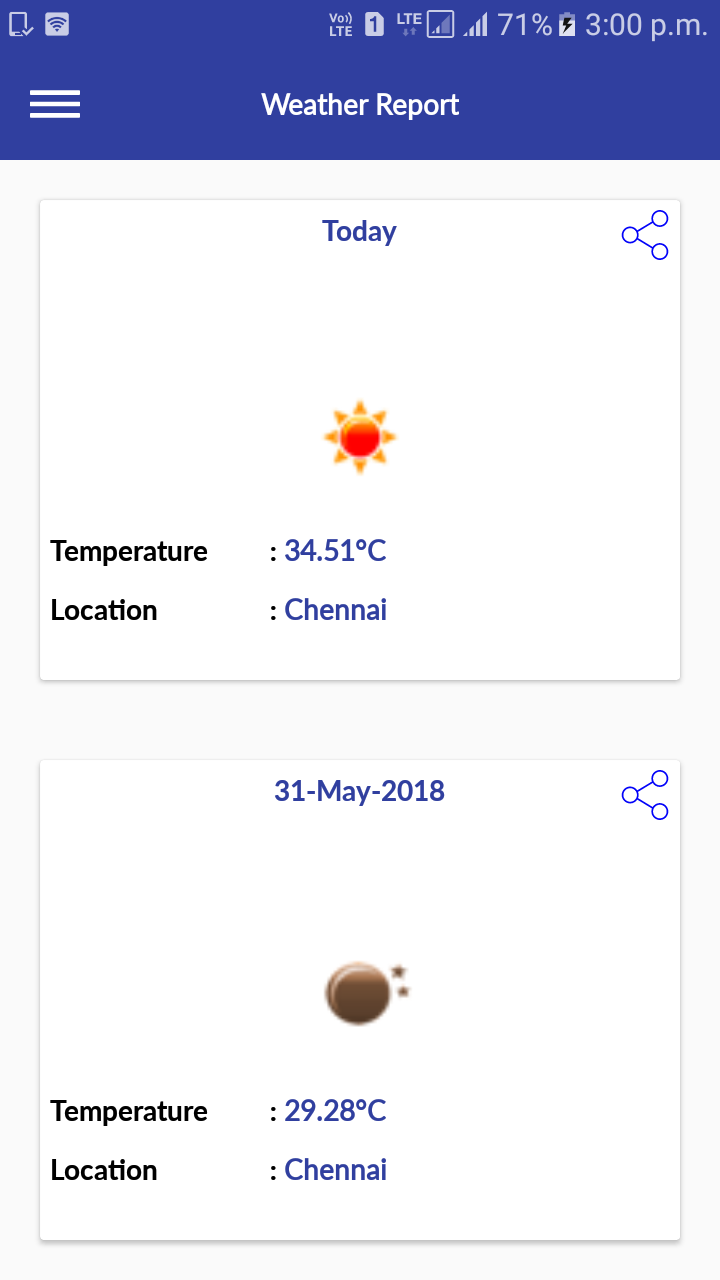 Vo)) LTE 1 LTE 71% 3:00 p.m.
Weather Report
Today
Temperature : 34.51°C
Location : Chennai
31-May-2018
Temperature : 29.28°C
Location : Chennai